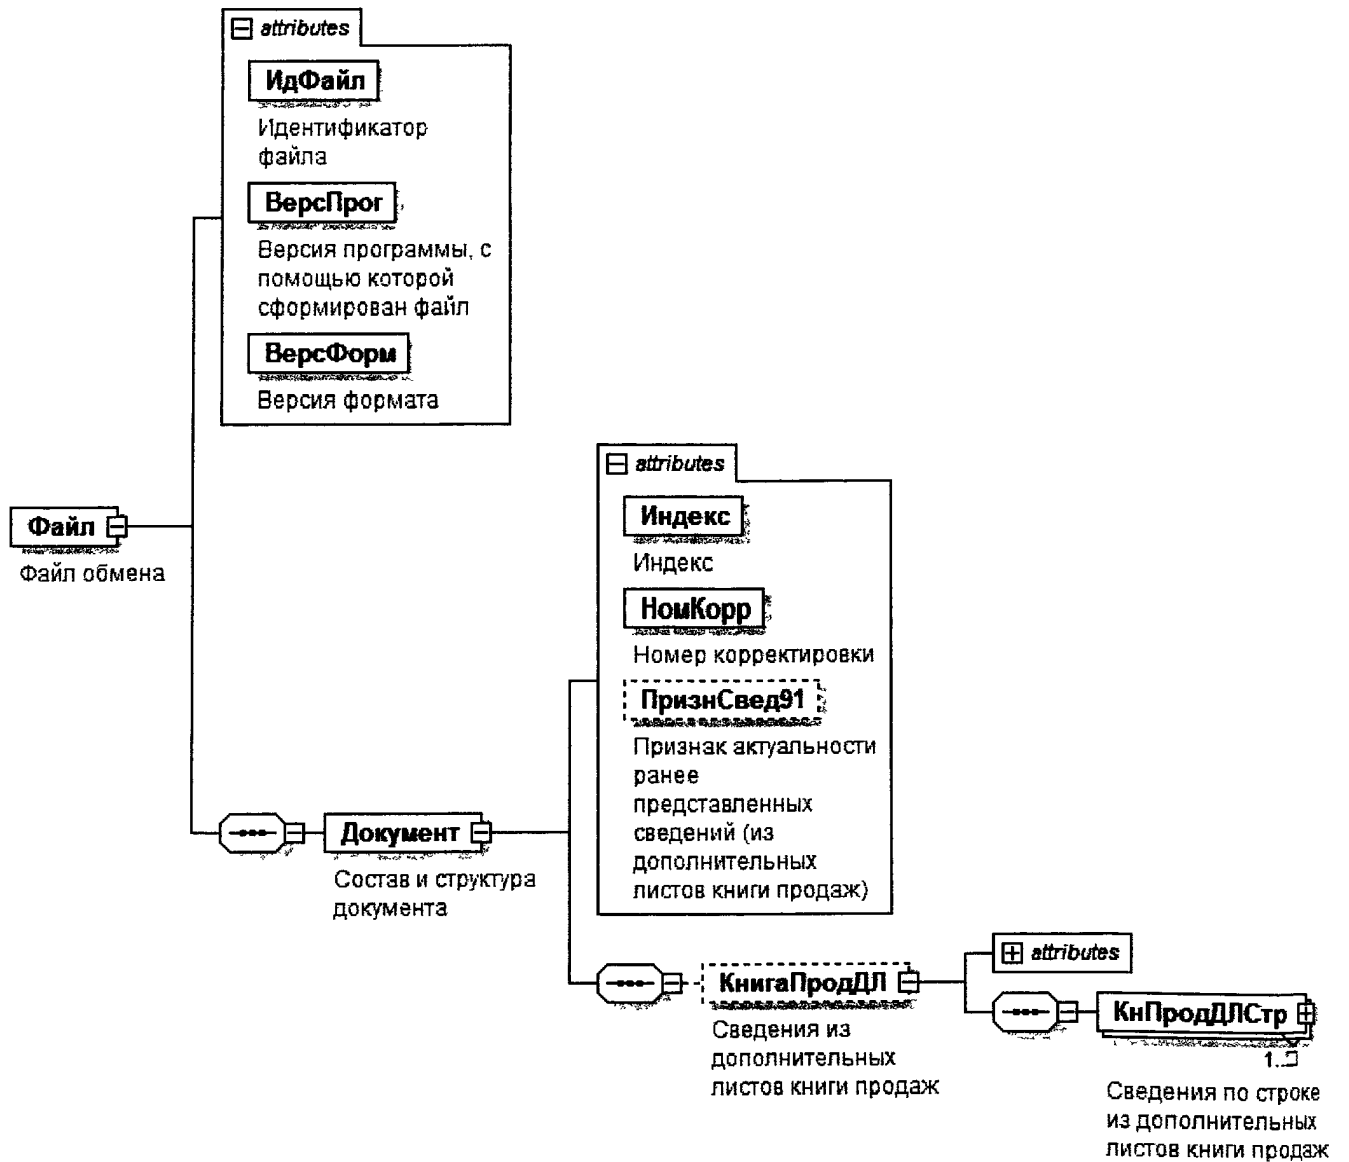 attributes
ИдФайл
Идентификатор
файла
ВерсПрог
Версия программы, с
помощью которой
сформирован файл
ВерсФорм
Версия формата
Файл
Файл обмена
attributes
Индекс
Индекс
НомКорр
Номер корректировки
ПризнСвед91
Признак актуальности
ранее
представленных
сведений (из
дополнительных
листов книги продаж)
Документ
Состав и структура
документа
attributes
КнигаПродДЛ
Сведения из
дополнительных
листов книги продаж
КнПродДЛСтр
Сведения по строке
из дополнительных
листов книги продаж